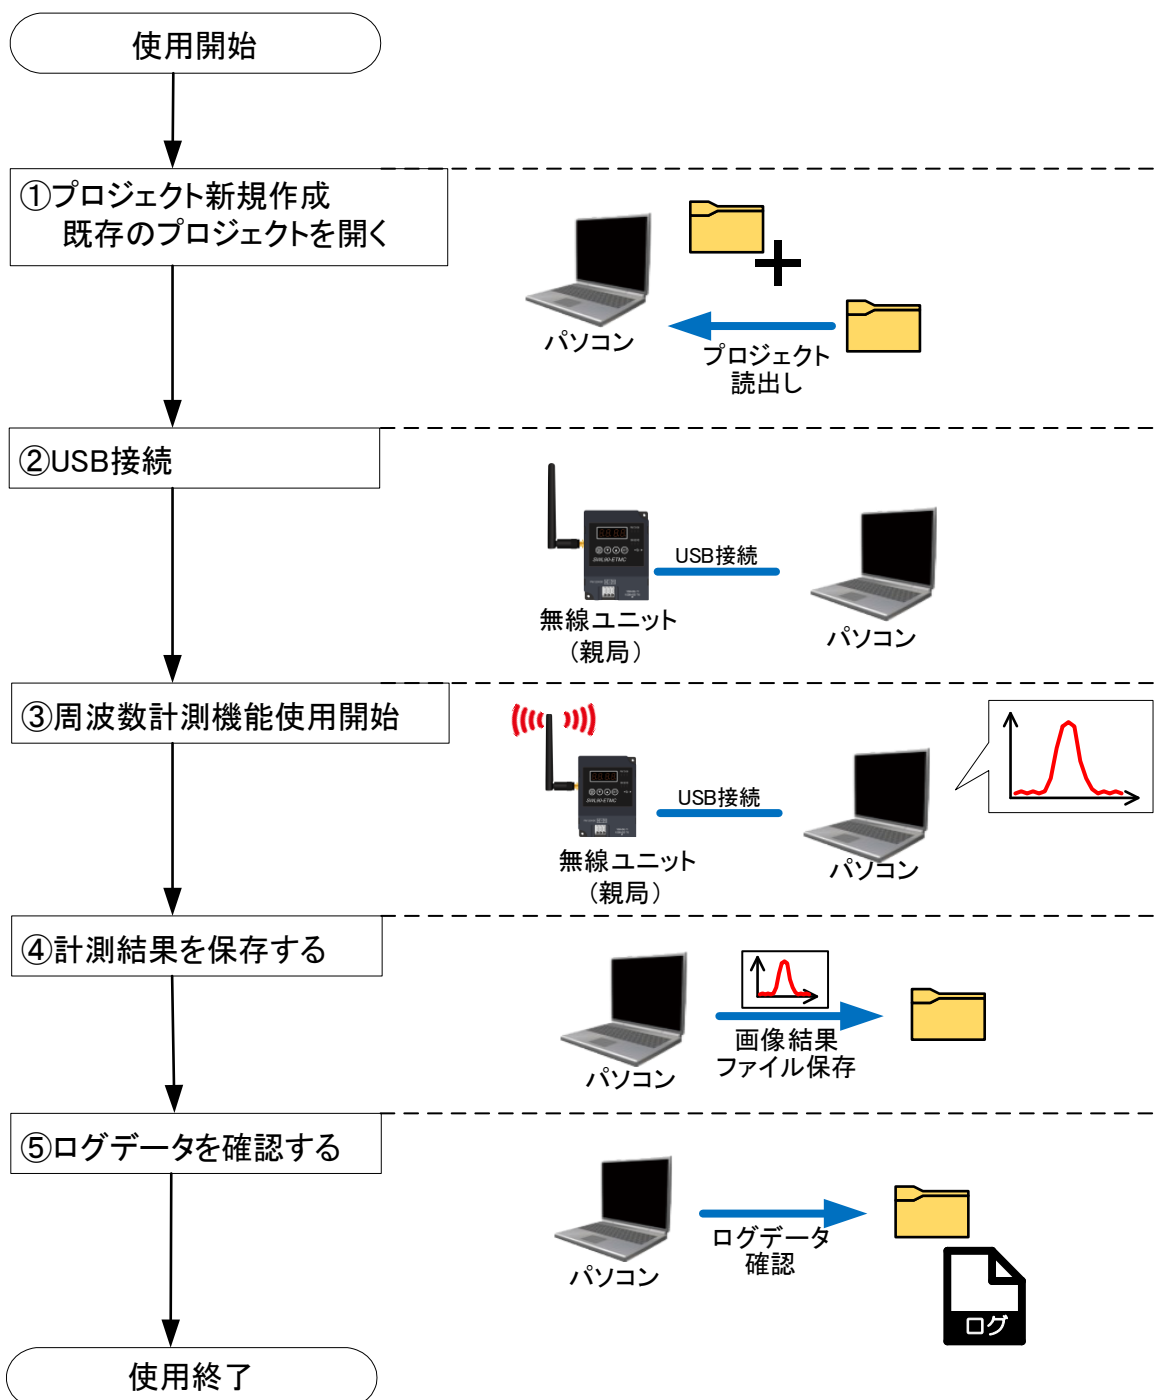 使用開始
①プロジェクト新規作成
既存のプロジェクトを開く
パソコン
プロジェクト
読出し
②USB接続
SWL90-ETMC
USB接続
無線ユニット
（親局）
パソコン
③周波数計測機能使用開始
SWL90-ETMC
USB接続
無線ユニット
（親局）
パソコン
④計測結果を保存する
画像結果
ファイル保存
パソコン
⑤ログデータを確認する
ログデータ
確認
パソコン
ログ
使用終了